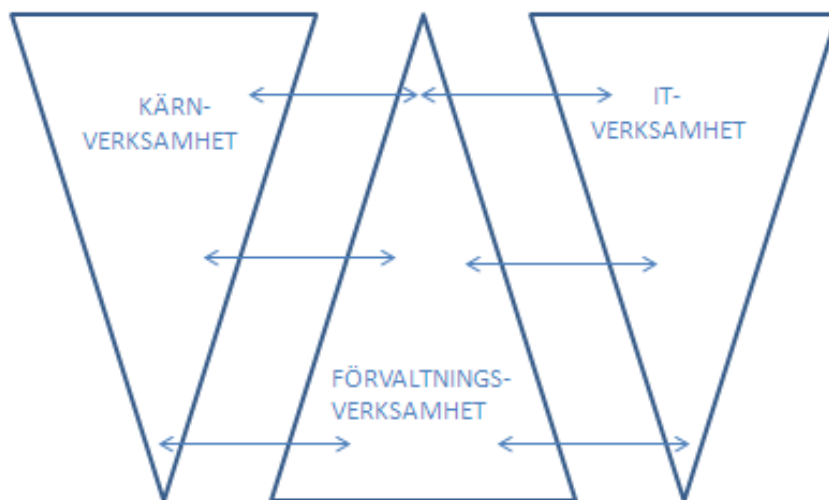 KÄRN-
VERKSAMHET
IT-
VERKSAMHET
FÖRVALTNINGS-
VERKSAMHET